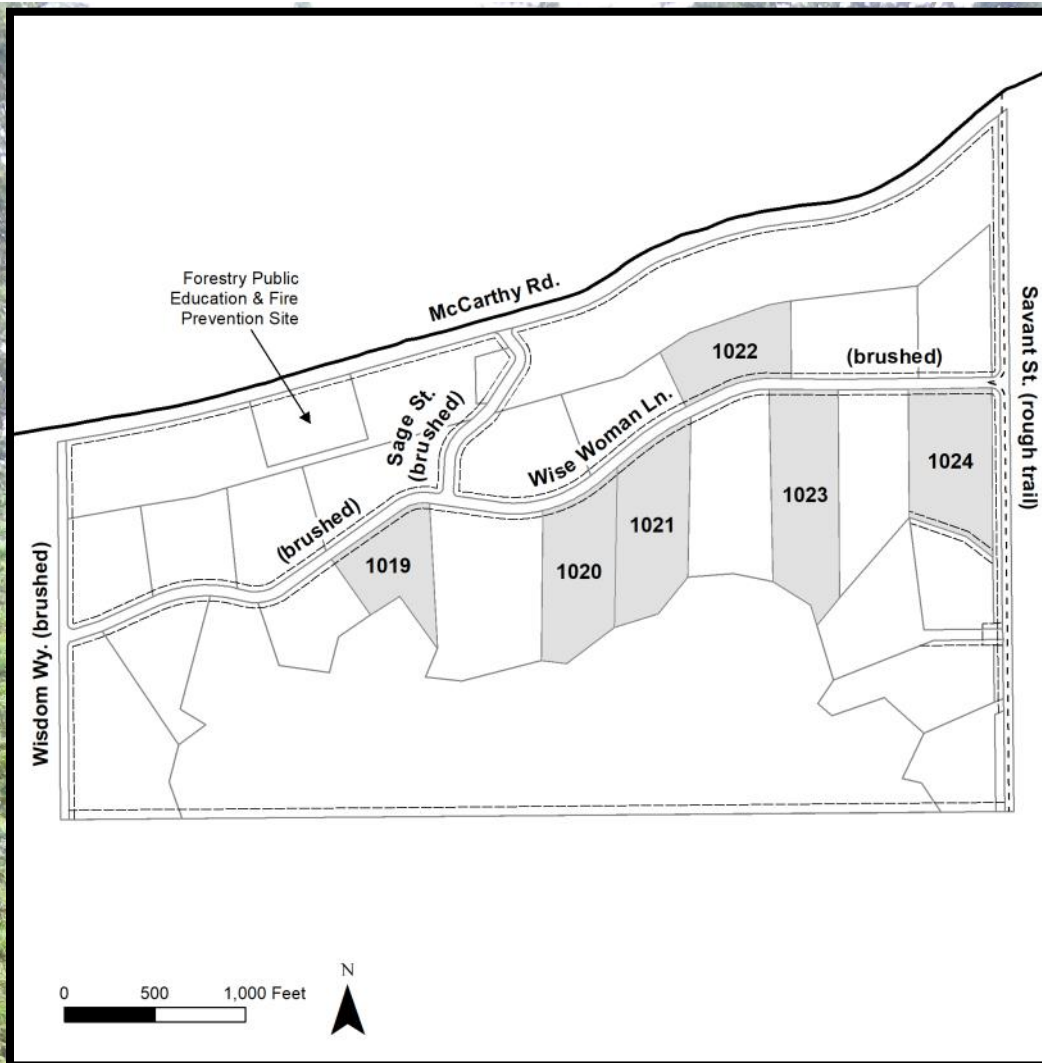 Forestry Public
Education & Fire
Prevention Site
McCarthy Rd.
Savant St. (rough trail)
1022
(brushed)
Sage St.
(brushed)
Wise Woman Ln.
1024
1023
1021
(brushed)
1019
1020
Wisdom Wy. (brushed)
N
0 500 1,000 Feet